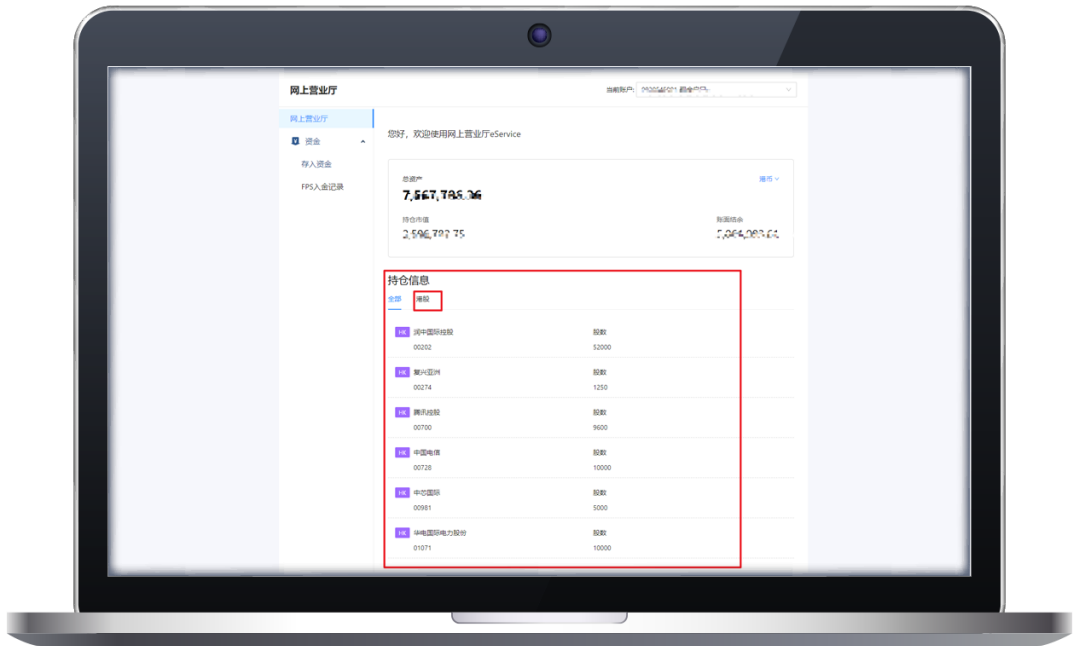 网上营业厅
当前账户:
网上营业厅
资金
存入资金
FPS入金记录
您好，欢迎使用网上营业厅eService
总资产
港币
持仓市值
账面结余
持仓信息
全部 港股
HK 润中国际控股 股数
00202 52000
HK 复兴亚洲 股数
00274 1250
HK 腾讯控股 股数
00700 9600
HK 中国电信 股数
00728 10000
HK 中芯国际 股数
00981 5000
HK 华电国际电力股份 股数
01071 10000